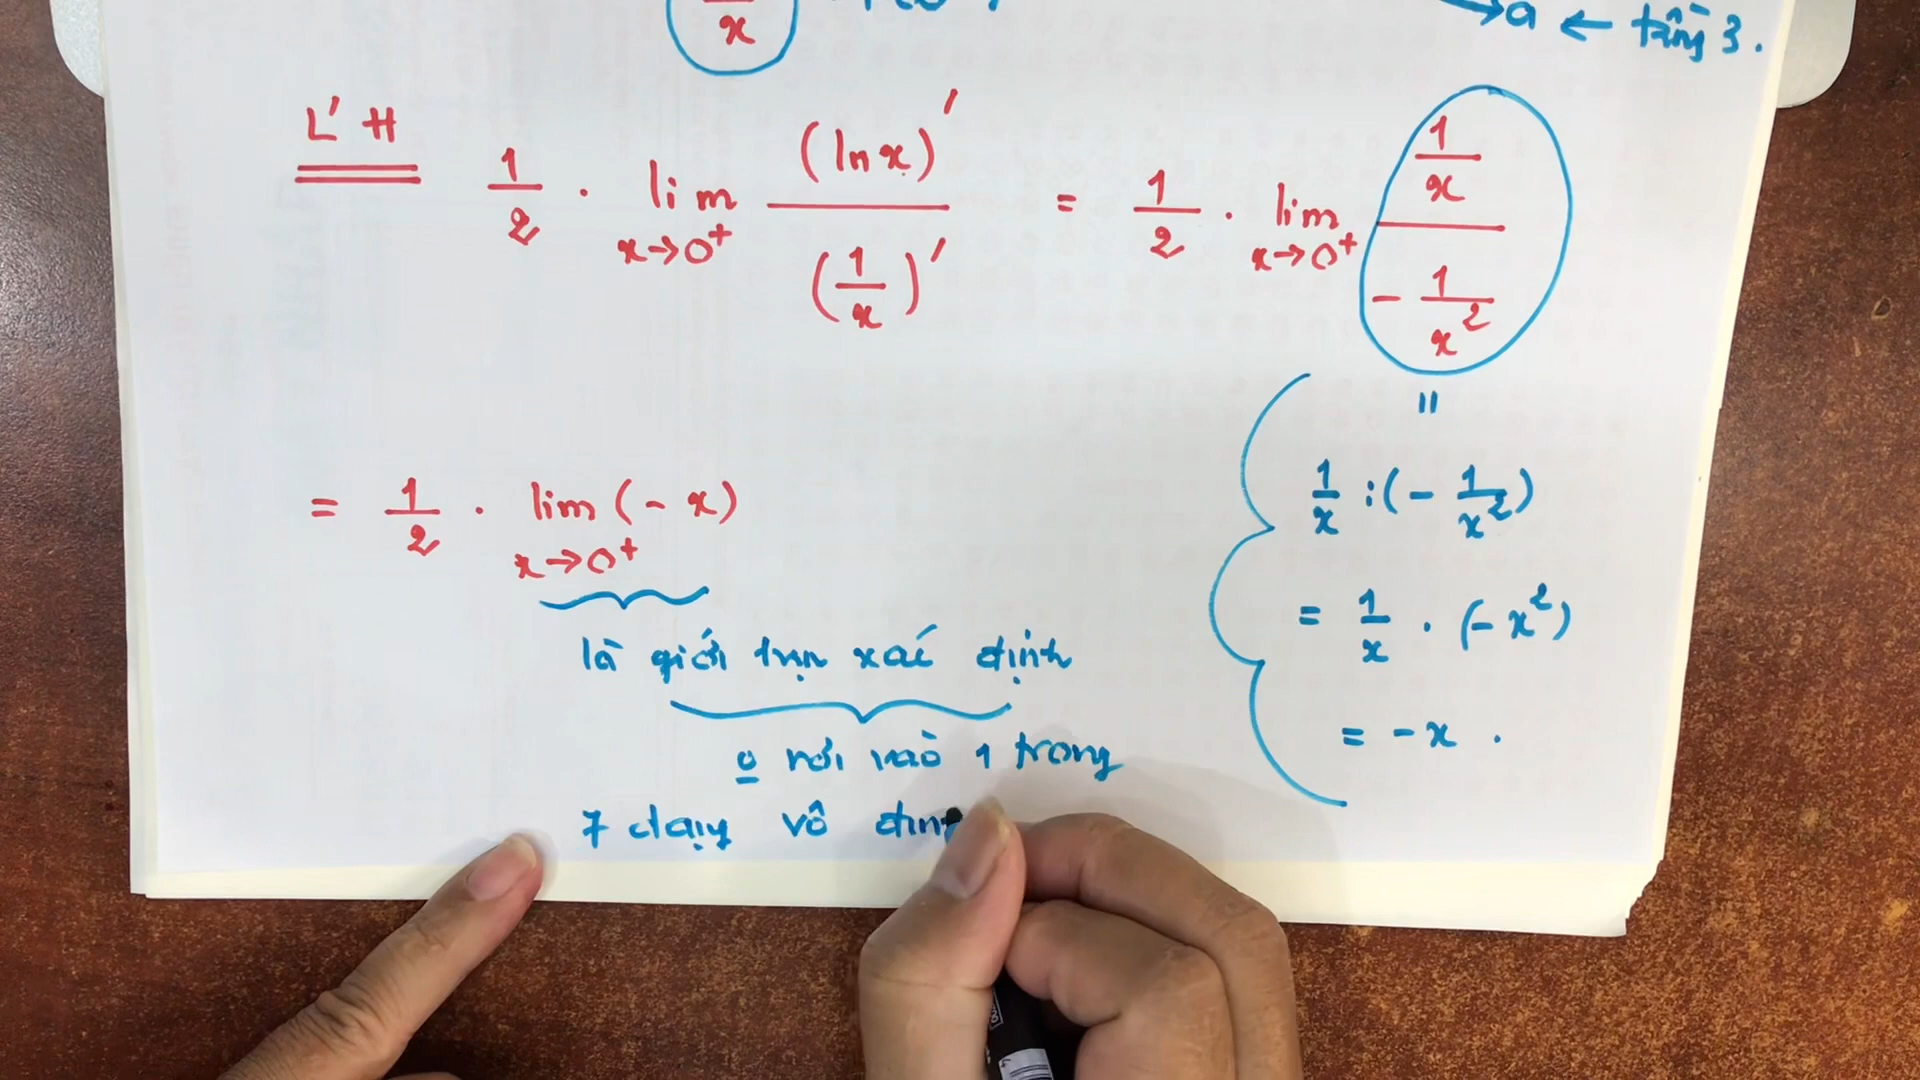 x
→ a ← tầng 3.
L'H 1/2 . lim x→0⁺ (ln x)' / (1/x)' = 1/2 . lim x→0⁺ (1/x) / (- 1/x²)
=
= 1/2 . lim x→0⁺ (- x)
là giới hạn xác định
o rơi vào 1 trong
7 dạng vô định
1/x : (- 1/x²)
= 1/x . (- x²)
= - x .